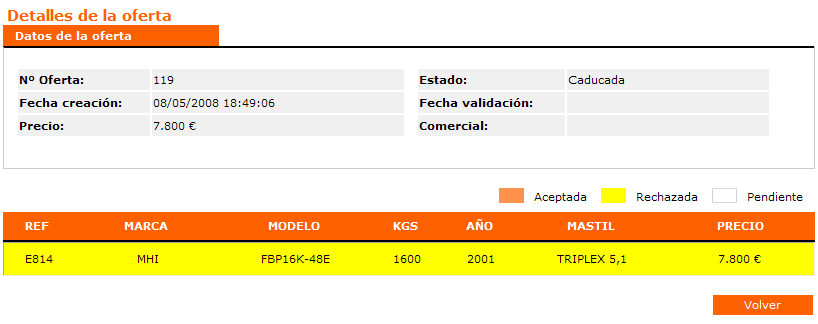 Detalles de la oferta
Datos de la oferta
Nº Oferta: 119 Estado: Caducada
Fecha creación: 08/05/2008 18:49:06 Fecha validación:
Precio: 7.800 € Comercial:
Aceptada Rechazada Pendiente
REF MARCA MODELO KGS AÑO MASTIL PRECIO
E814 MHI FBP16K-48E 1600 2001 TRIPLEX 5,1 7.800 €
Volver